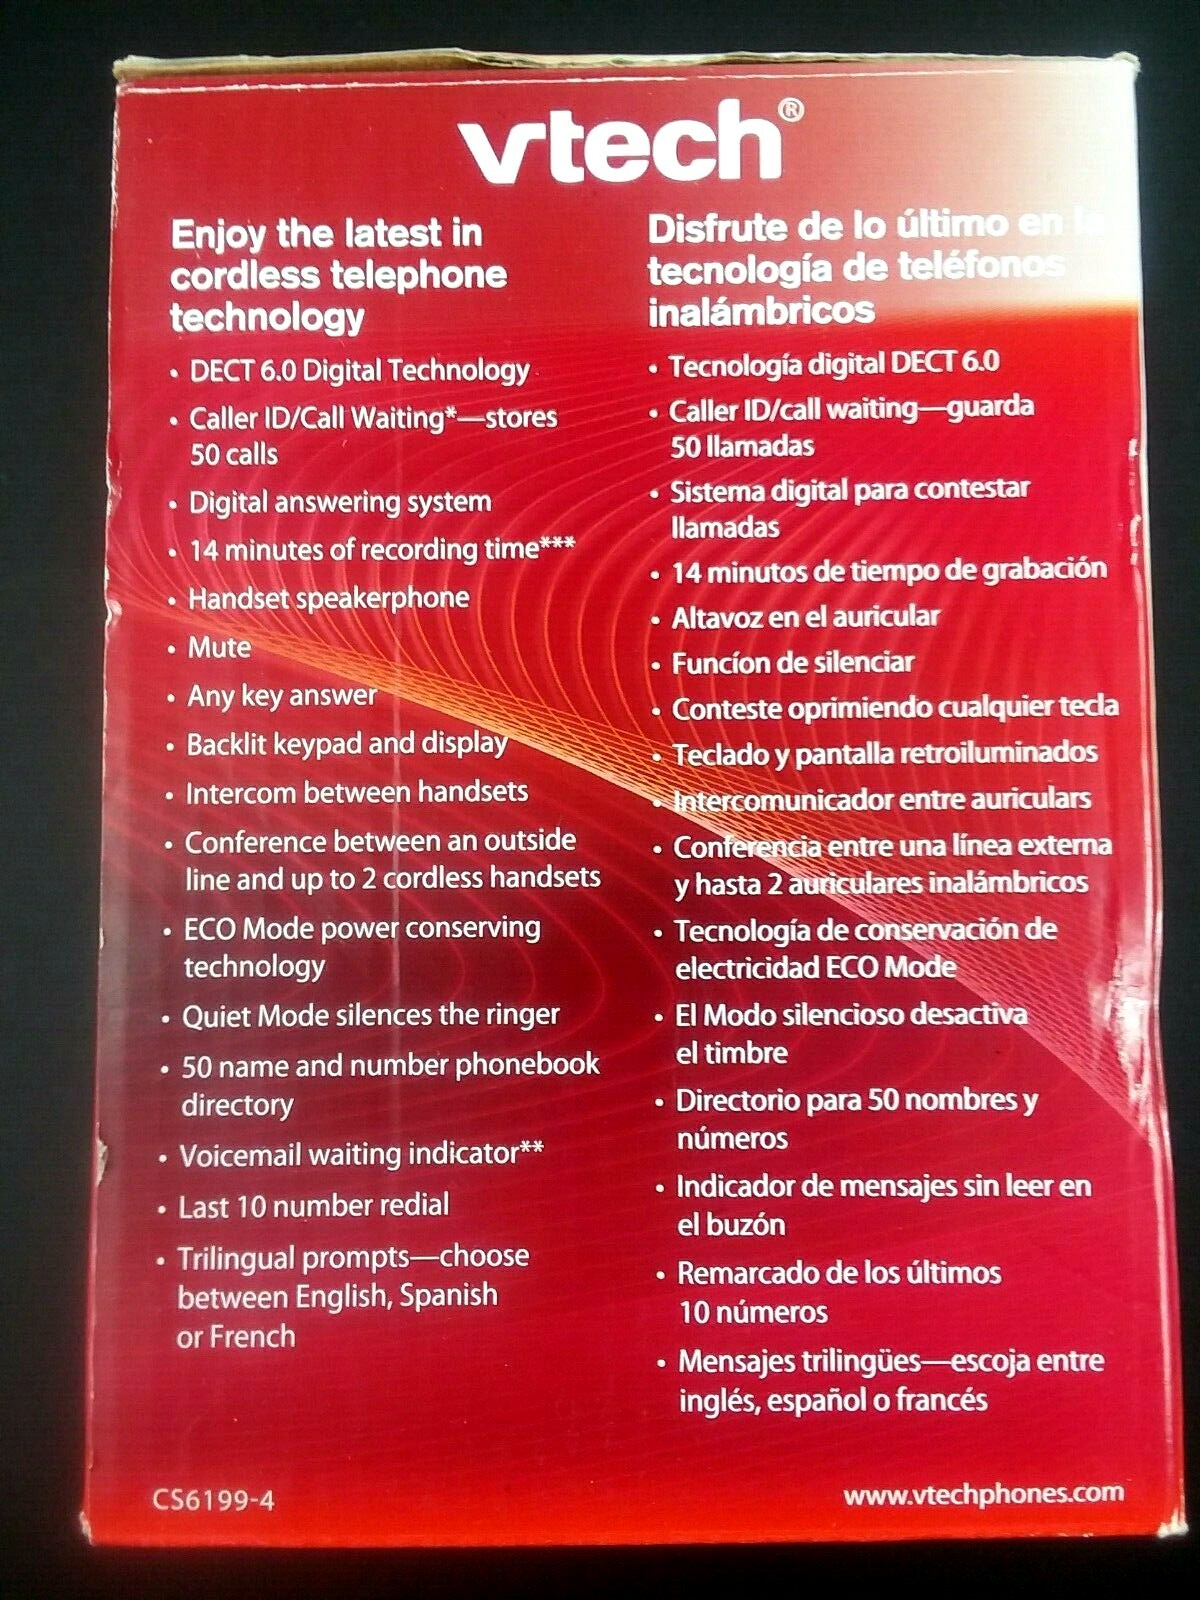 vtech®
Enjoy the latest in
cordless telephone
technology
• DECT 6.0 Digital Technology
• Caller ID/Call Waiting*—stores
50 calls
• Digital answering system
• 14 minutes of recording time***
• Handset speakerphone
• Mute
• Any key answer
• Backlit keypad and display
• Intercom between handsets
• Conference between an outside
line and up to 2 cordless handsets
• ECO Mode power conserving
technology
• Quiet Mode silences the ringer
• 50 name and number phonebook
directory
• Voicemail waiting indicator**
• Last 10 number redial
• Trilingual prompts—choose
between English, Spanish
or French
CS6199-4
Disfrute de lo último en la
tecnología de teléfonos
inalámbricos
• Tecnología digital DECT 6.0
• Caller ID/call waiting—guarda
50 llamadas
• Sistema digital para contestar
llamadas
• 14 minutos de tiempo de grabación
• Altavoz en el auricular
• Funcíon de silenciar
• Conteste oprimiendo cualquier tecla
• Teclado y pantalla retroiluminados
• Intercomunicador entre auriculars
• Conferencia entre una línea externa
y hasta 2 auriculares inalámbricos
• Tecnología de conservación de
electricidad ECO Mode
• El Modo silencioso desactiva
el timbre
• Directorio para 50 nombres y
números
• Indicador de mensajes sin leer en
el buzón
• Remarcado de los últimos
10 números
• Mensajes trilingües—escoja entre
inglés, español o francés
www.vtechphones.com